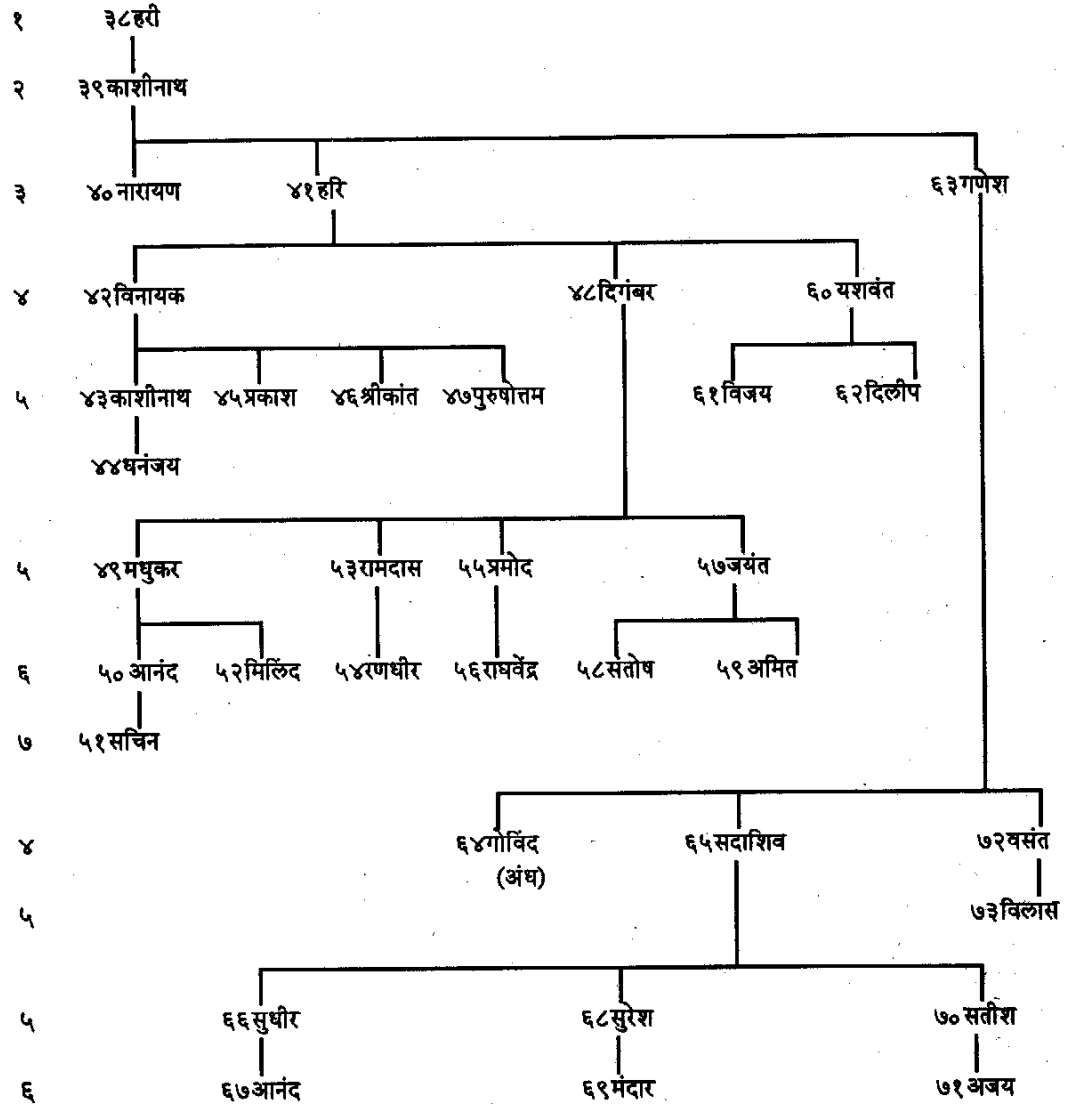 १ ३८हरी
२ ३९काशीनाथ
३ ४०नारायण ४१हरि ६३गणेश
४ ४२विनायक ४८दिगंबर ६०यशवंत
५ ४३काशीनाथ ४५प्रकाश ४६श्रीकांत ४७पुरुषोत्तम ६१विजय ६२दिलीप
४४धनंजय
५ ४९मधुकर ५३रामदास ५५प्रमोद ५७जयंत
६ ५०आनंद ५२मिलिंद ५४रणधीर ५६राघवेंद्र ५८संतोष ५९अमित
७ ५१सचिन
४ ६४गोविंद ६५सदाशिव ७२वसंत
(अंध)
५ ७३विलास
५ ६६सुधीर ६८सुरेश ७०सतीश
६ ६७आनंद ६९मंदार ७१अजय